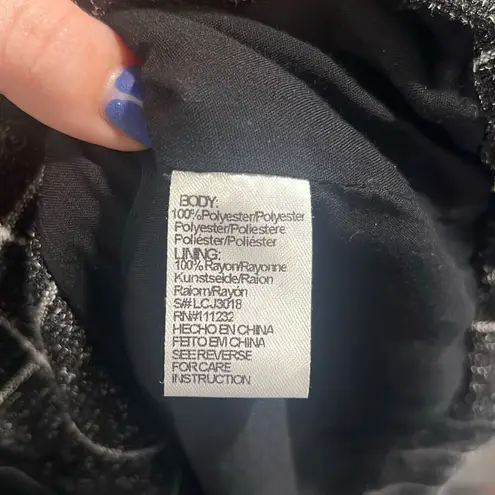 BODY:
100%Polyester/Polyester
Polyester/Poliestere
Poliéster/Poliéster
LINING:
100% Rayon/Rayonne
Kunstseide/Raion
Raiom/Rayón
S## LCJ3018
RN#111232
HECHO EN CHINA
FEITO EM CHINA
SEE REVERSE
FOR CARE
INSTRUCTION